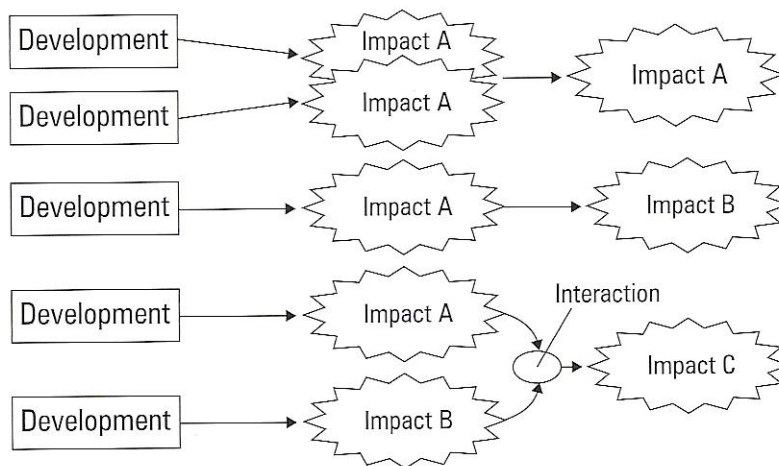 Development
Impact A
Impact A
Development
Impact A
Development
Impact A
Impact B
Development
Impact A
Interaction
Impact C
Development
Impact B